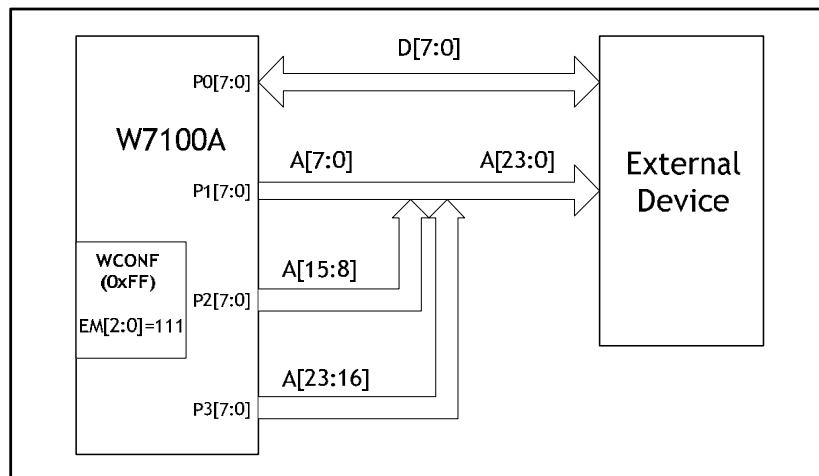 D[7:0]
P0[7:0]
W7100A
A[7:0]
A[23:0]
P1[7:0]
External
Device
WCONF
(0xFF)
EM[2:0]=111
A[15:8]
P2[7:0]
A[23:16]
P3[7:0]